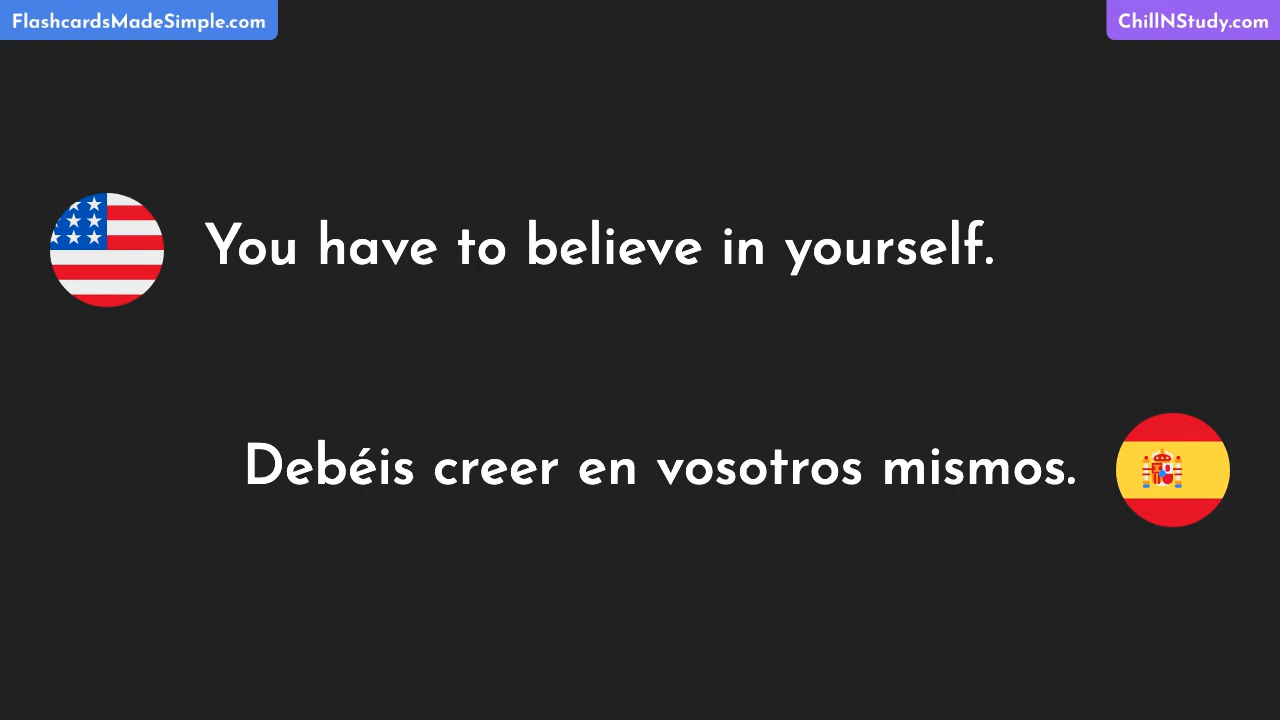 FlashcardsMadeSimple.com
ChillNStudy.com
You have to believe in yourself.
Debéis creer en vosotros mismos.